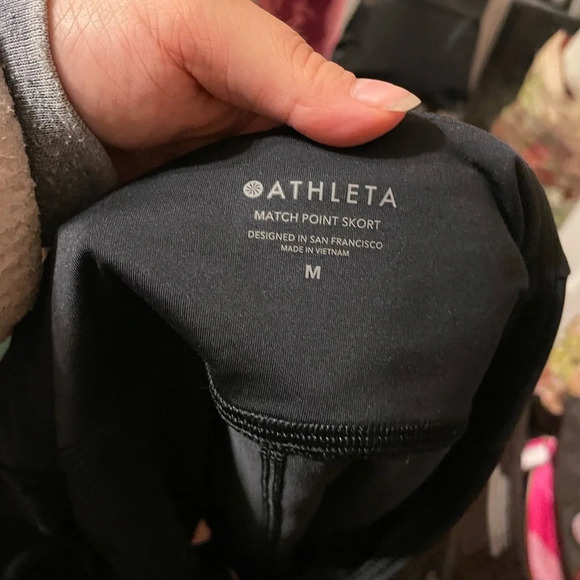 ATHLETA
MATCH POINT SKORT
DESIGNED IN SAN FRANCISCO
MADE IN VIETNAM
M